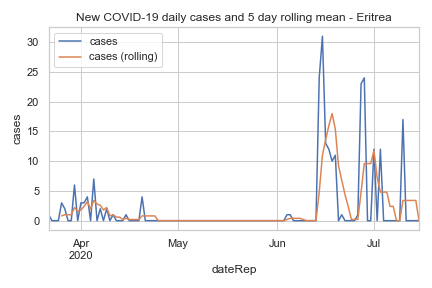 New COVID-19 daily cases and 5 day rolling mean - Eritrea
cases
cases (rolling)
30
25
20
15
10
5
0
cases
Apr
2020
May
Jun
Jul
dateRep